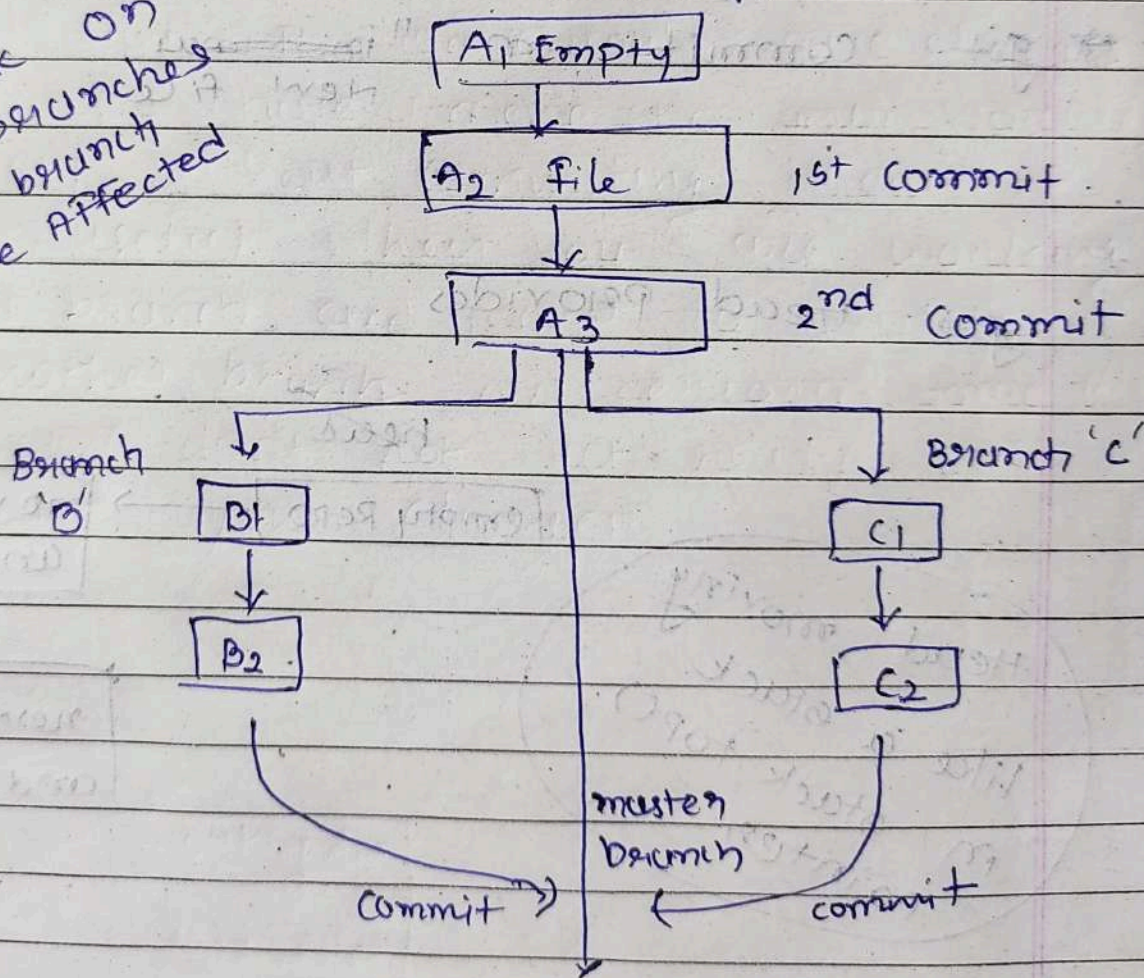 on
branches
branch
Affected
A1 Empty
A2 File 1st Commit.
A3 2nd Commit
Branch 'B' Branch 'C'
B1 C1
B2 C2
master
branch
Commit commit